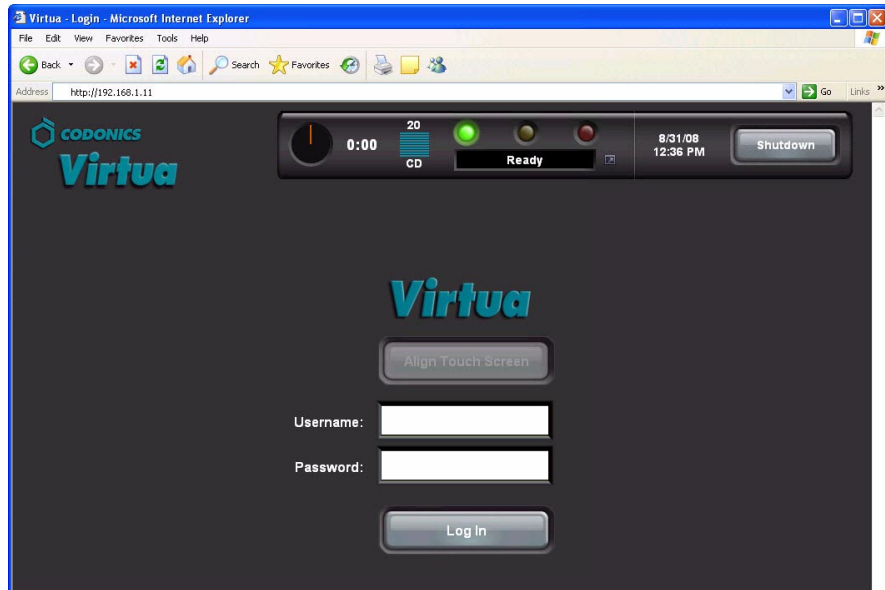 Virtua - Login - Microsoft Internet Explorer
File Edit View Favorites Tools Help
Back Search Favorites
Address http://192.168.1.11 Go Links »
CODONICS
Virtua
0:00
20
CD
Ready
8/31/08
12:36 PM
Shutdown
Virtua
Align Touch Screen
Username:
Password:
Log In